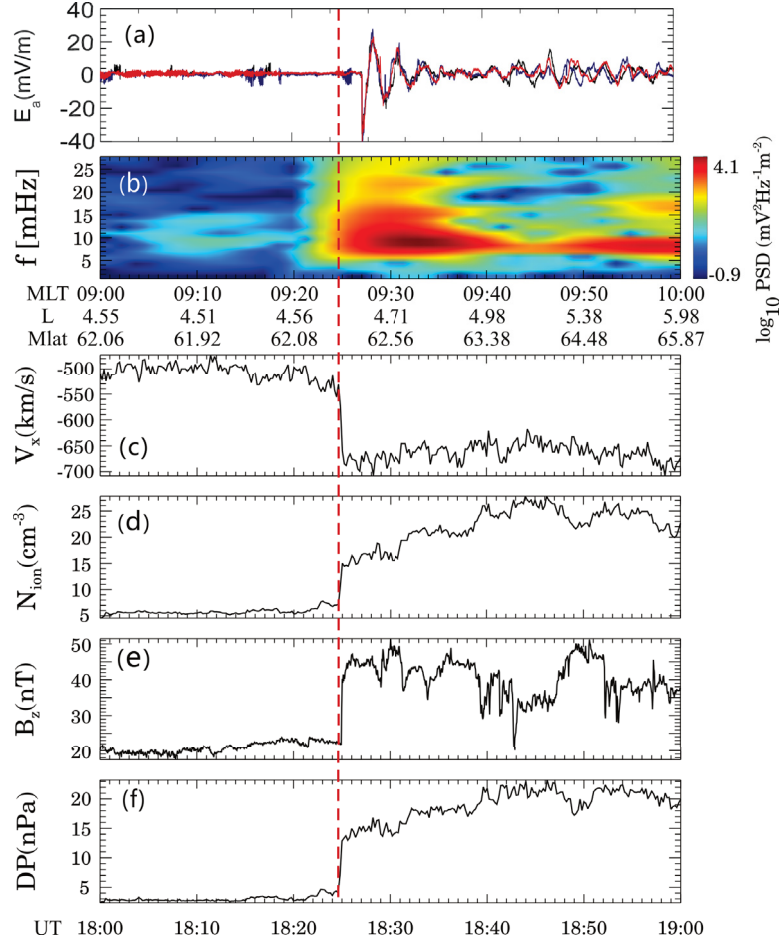 40
(a)
20
0
-20
-40
E_a(mV/m)
25
(b)
20
15
10
5
f [mHz]
4.1
-0.9
log10 PSD (mV²Hz⁻¹m⁻²)
MLT 09:00 09:10 09:20 09:30 09:40 09:50 10:00
L 4.55 4.51 4.56 4.71 4.98 5.38 5.98
Mlat 62.06 61.92 62.08 62.56 63.38 64.48 65.87
-500
-550
-600
-650
-700
V_x(km/s)
(c)
25
(d)
20
15
10
5
N_ion(cm⁻³)
50
(e)
40
30
20
B_z(nT)
20
(f)
15
10
5
DP(nPa)
UT 18:00 18:10 18:20 18:30 18:40 18:50 19:00